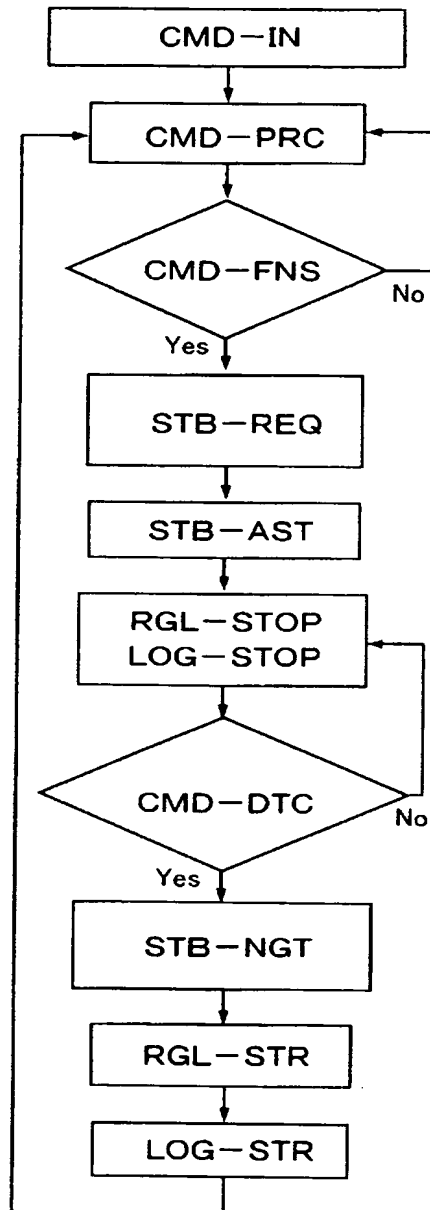 CMD-IN
CMD-PRC
CMD-FNS
No
Yes
STB-REQ
STB-AST
RGL-STOP
LOG-STOP
CMD-DTC
No
Yes
STB-NGT
RGL-STR
LOG-STR